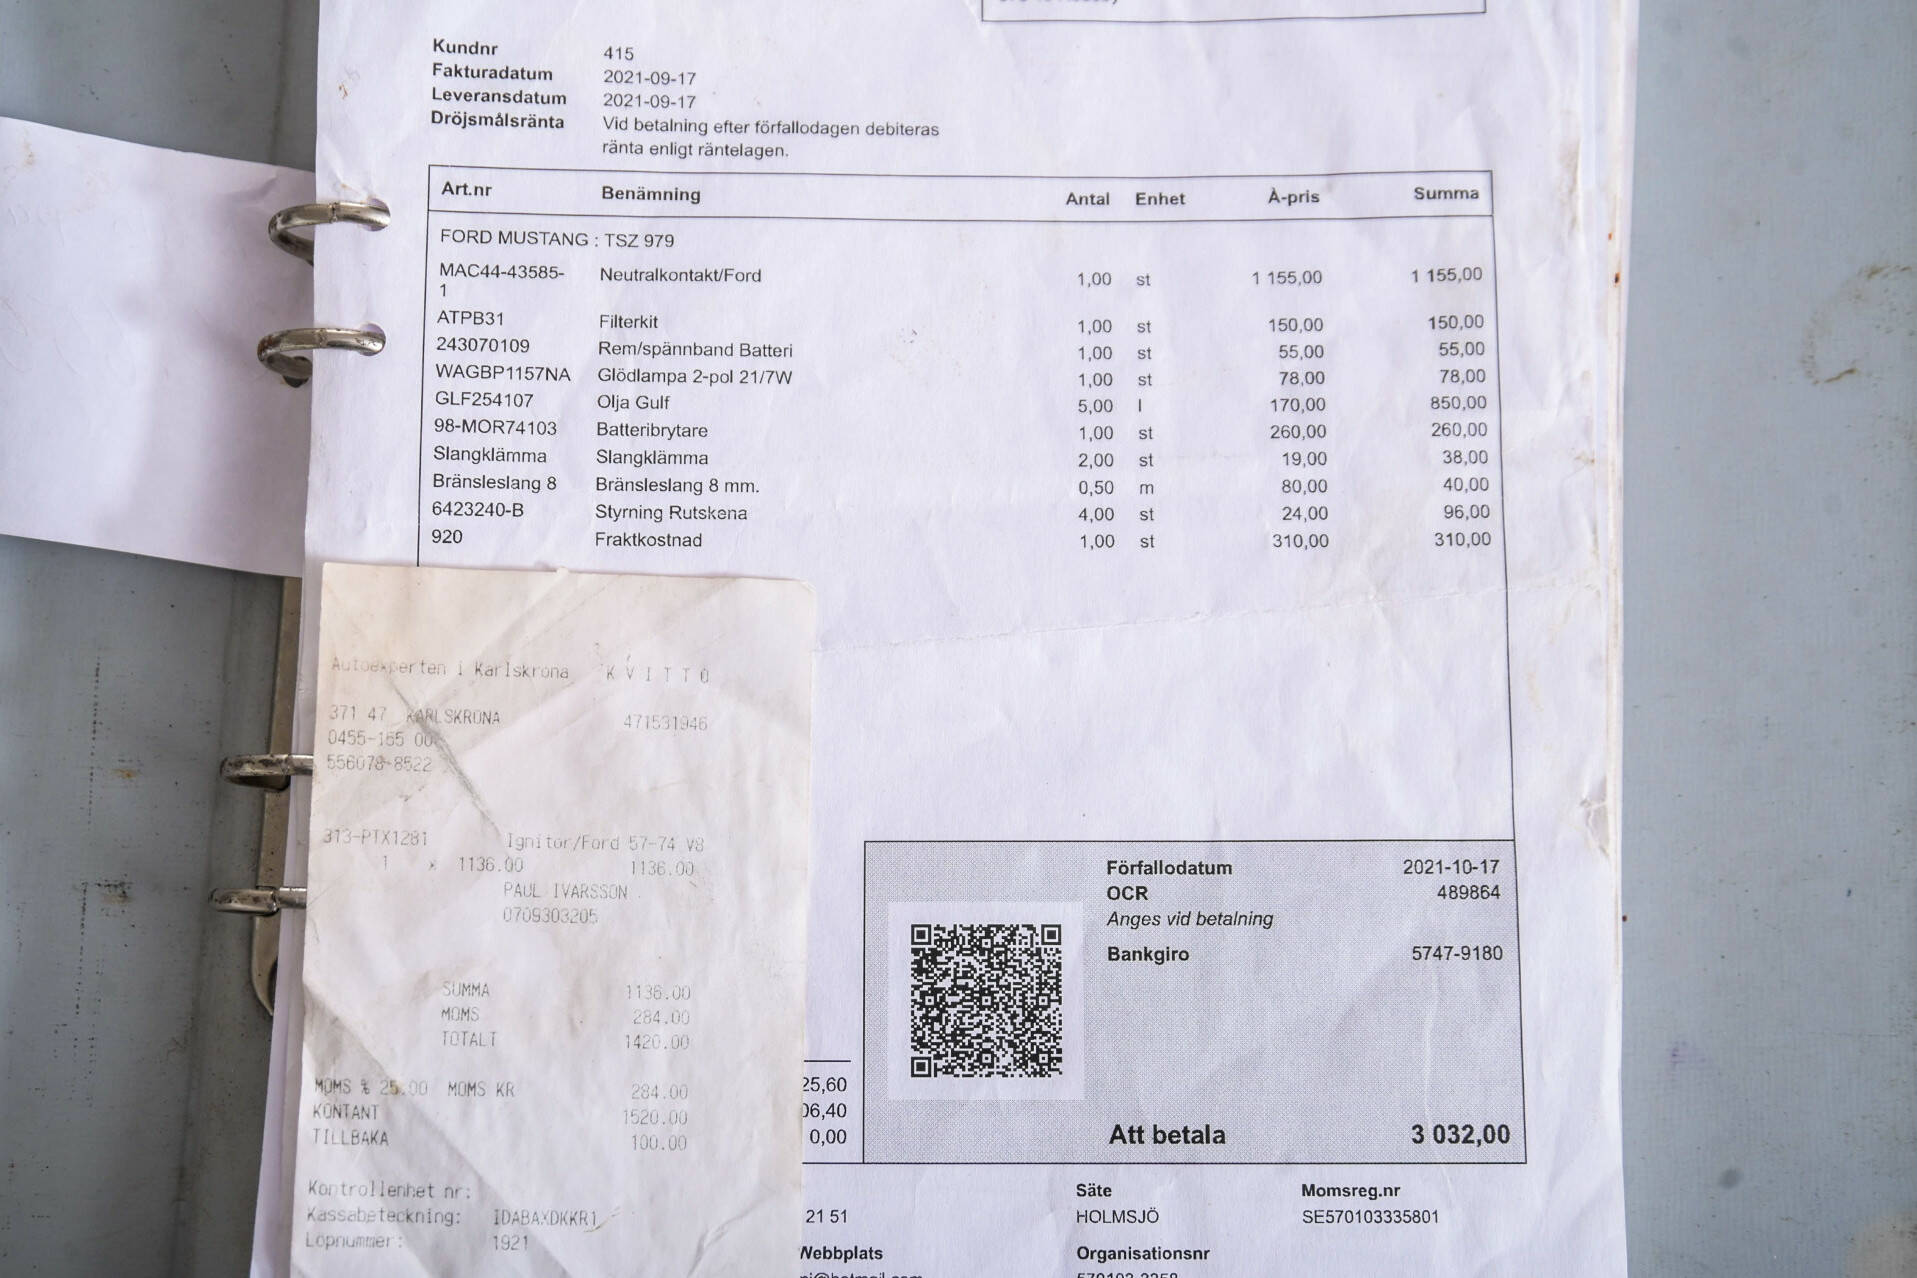 Kundnr 415
Fakturadatum 2021-09-17
Leveransdatum 2021-09-17
Dröjsmålsränta Vid betalning efter förfallodagen debiteras
ränta enligt räntelagen.
Art.nr Benämning Antal Enhet À-pris Summa
FORD MUSTANG : TSZ 979
MAC44-43585- Neutralkontakt/Ford 1,00 st 1 155,00 1 155,00
1
ATPB31 Filterkit 1,00 st 150,00 150,00
243070109 Rem/spännband Batteri 1,00 st 55,00 55,00
WAGBP1157NA Glödlampa 2-pol 21/7W 1,00 st 78,00 78,00
GLF254107 Olja Gulf 5,00 l 170,00 850,00
98-MOR74103 Batteribrytare 1,00 st 260,00 260,00
Slangklämma Slangklämma 2,00 st 19,00 38,00
Bränsleslang 8 Bränsleslang 8 mm. 0,50 m 80,00 40,00
6423240-B Styrning Rutskena 4,00 st 24,00 96,00
920 Fraktkostnad 1,00 st 310,00 310,00
Autoexperten i Karlskrona K V I T T O
371 47 KARLSKRONA 471531946
0455-165 00
556078-8522
313-PTX1281 Ignitor/Ford 57-74 V8
1 × 1136.00 1136.00
PAUL IVARSSON
0709303205
SUMMA 1136.00
MOMS 284.00
TOTALT 1420.00
MOMS % 25.00 MOMS KR 284.00
KONTANT 1520.00
TILLBAKA 100.00
Kontrollenhet nr:
Kassabeteckning: IDABAXDKKR1
Löpnummer: 1921
Förfallodatum 2021-10-17
OCR 489864
Anges vid betalning
Bankgiro 5747-9180
25,60
06,40
0,00
Att betala 3 032,00
Säte Momsreg.nr
21 51 HOLMSJÖ SE570103335801
Webbplats Organisationsnr